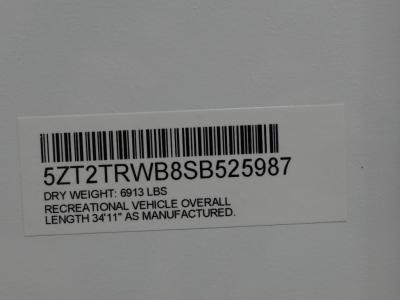 5ZT2TRWB8SB525987
DRY WEIGHT: 6913 LBS
RECREATIONAL VEHICLE OVERALL
LENGTH 34'11" AS MANUFACTURED.